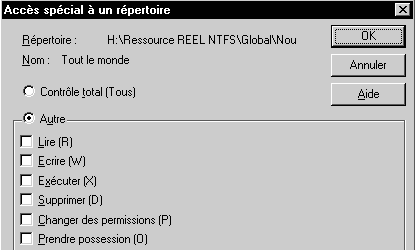 Accès spécial à un répertoire
Répertoire : H:\Ressource REEL NTFS\Global\Nou
OK
Nom : Tout le monde
Annuler
Contrôle total (Tous)
Aide
Autre
Lire (R)
Ecrire (W)
Exécuter (X)
Supprimer (D)
Changer des permissions (P)
Prendre possession (O)